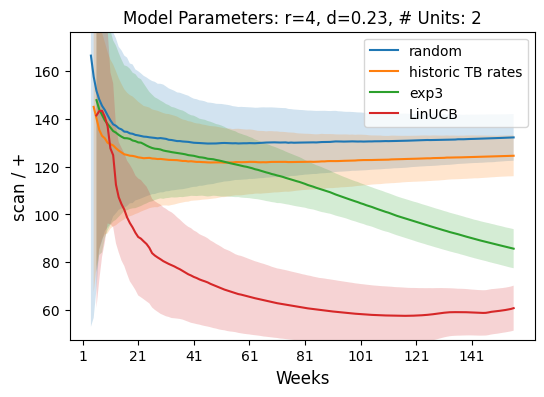 Model Parameters: r=4, d=0.23, # Units: 2
random
historic TB rates
exp3
LinUCB
scan / +
160
140
120
100
80
60
1 21 41 61 81 101 121 141
Weeks